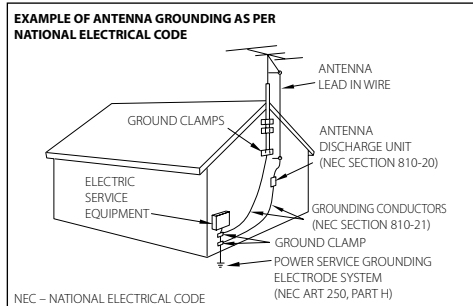 EXAMPLE OF ANTENNA GROUNDING AS PER
NATIONAL ELECTRICAL CODE
ANTENNA
LEAD IN WIRE
GROUND CLAMPS
ANTENNA
DISCHARGE UNIT
(NEC SECTION 810-20)
ELECTRIC
SERVICE
EQUIPMENT
GROUNDING CONDUCTORS
(NEC SECTION 810-21)
GROUND CLAMP
POWER SERVICE GROUNDING
ELECTRODE SYSTEM
(NEC ART 250, PART H)
NEC – NATIONAL ELECTRICAL CODE